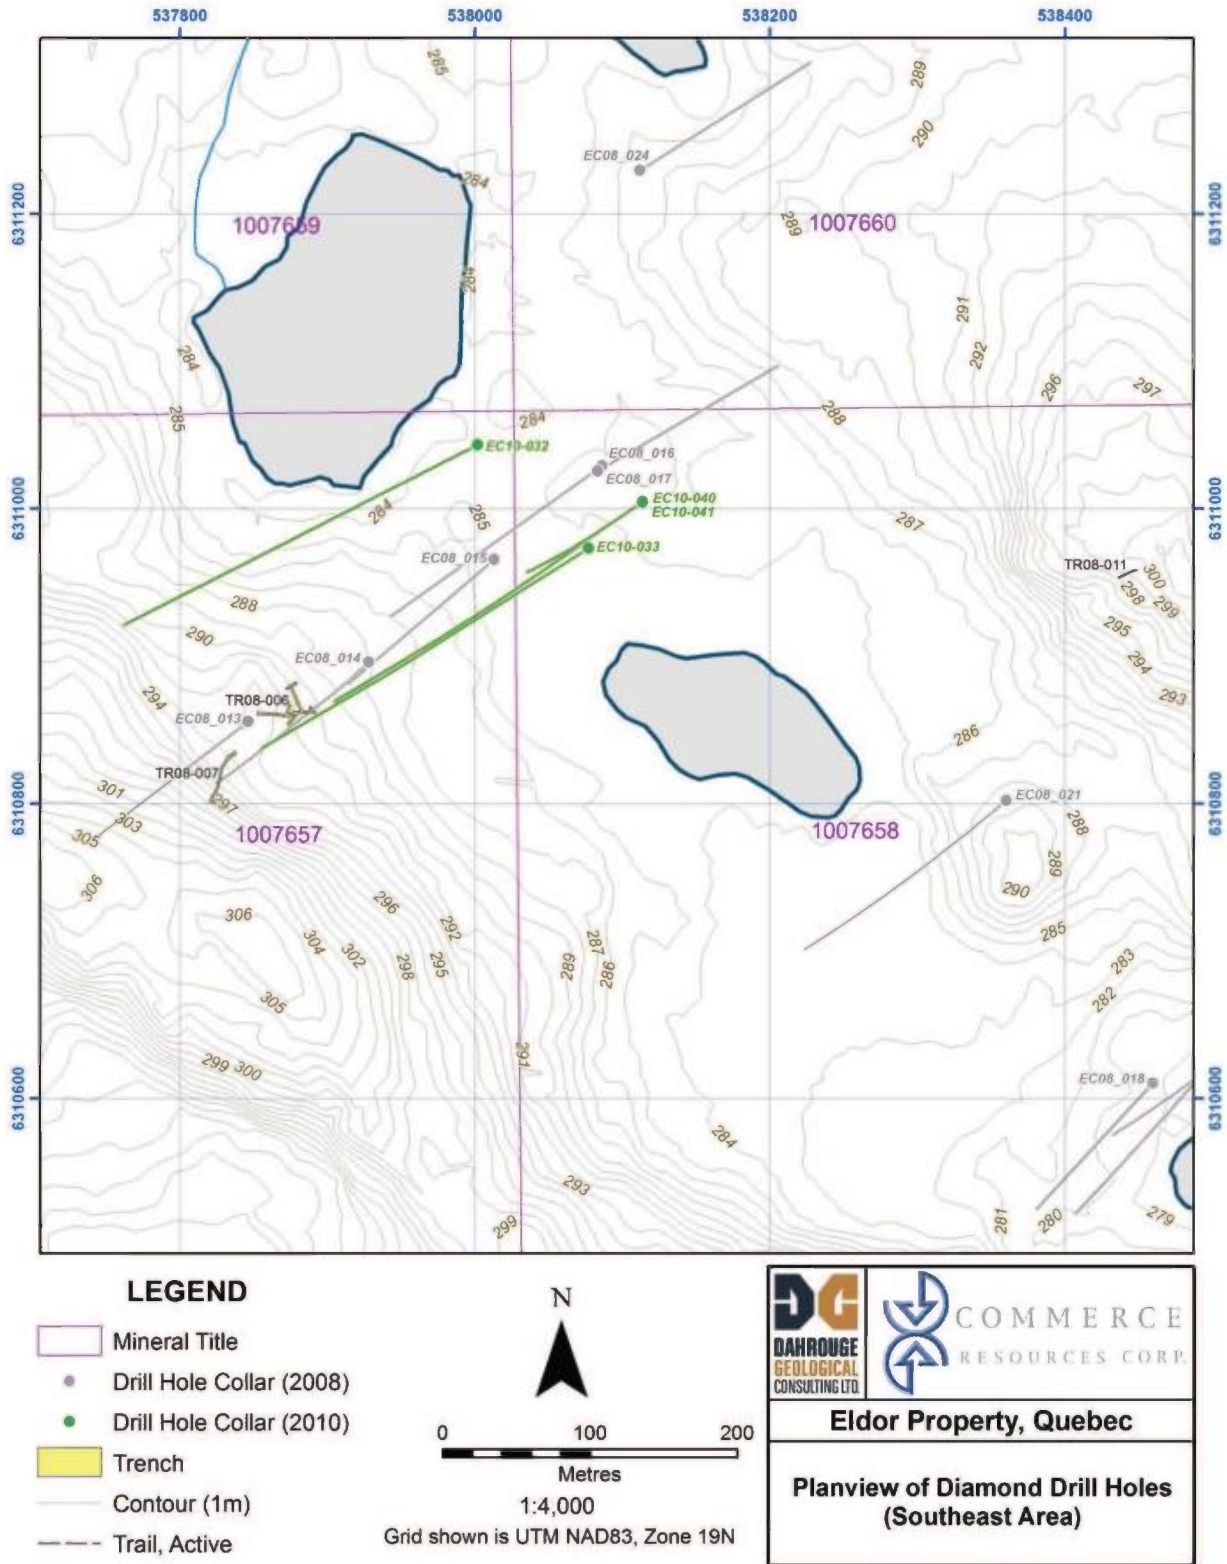 537800
538000
538200
538400
285
289
290
EC08_024
284
6311200
1007659
289
1007660
6311200
284
291
292
284
296
297
285
284
288
EC10-032
EC08_016
EC08_017
6311000
284
285
EC10-040
EC10-041
287
6311000
EC08_015
EC10-033
TR08-011
300
298
299
288
290
295
EC08_014
294
294
TR08-006
293
EC08_013
286
TR08-007
301
297
EC08_021
6310800
303
305
1007657
1007658
288
6310800
289
306
290
296
306
292
304
302
287
285
298
295
289
286
283
305
282
291
299
300
EC08_018
6310600
6310600
284
293
281
280
279
299
LEGEND
Mineral Title
Drill Hole Collar (2008)
Drill Hole Collar (2010)
Trench
Contour (1m)
Trail, Active
N
0 100 200
Metres
1:4,000
Grid shown is UTM NAD83, Zone 19N
DAHROUGE
GEOLOGICAL
CONSULTING LTD.
COMMERCE
RESOURCES CORP.
Eldor Property, Quebec
Planview of Diamond Drill Holes
(Southeast Area)